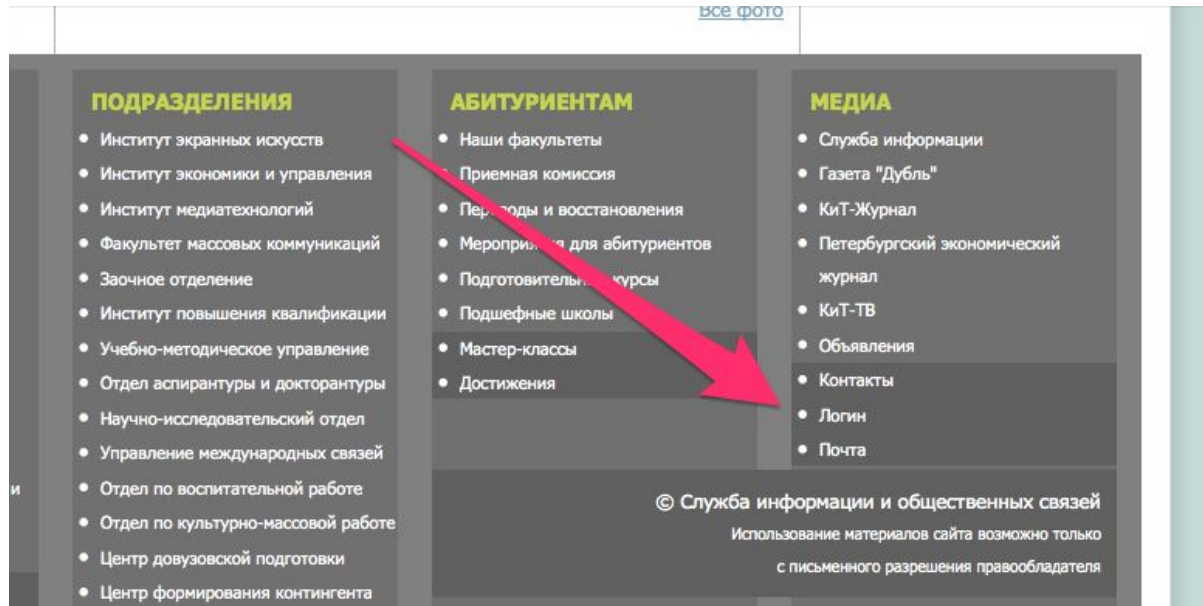 Все фото
ПОДРАЗДЕЛЕНИЯ
Институт экранных искусств
Институт экономики и управления
Институт медиатехнологий
Факультет массовых коммуникаций
Заочное отделение
Институт повышения квалификации
Учебно-методическое управление
Отдел аспирантуры и докторантуры
Научно-исследовательский отдел
Управление международных связей
Отдел по воспитательной работе
Отдел по культурно-массовой работе
Центр довузовской подготовки
Центр формирования контингента
АБИТУРИЕНТАМ
Наши факультеты
Приемная комиссия
и восстановления
для абитуриентов
курсы
Подшефные школы
Мастер-классы
Достижения
МЕДИА
Служба информации
Газета "Дубль"
КиТ-Журнал
Петербургский экономический
журнал
КиТ-ТВ
Объявления
Контакты
Логин
Почта
© Служба информации и общественных связей
Использование материалов сайта возможно только
с письменного разрешения правообладателя
и